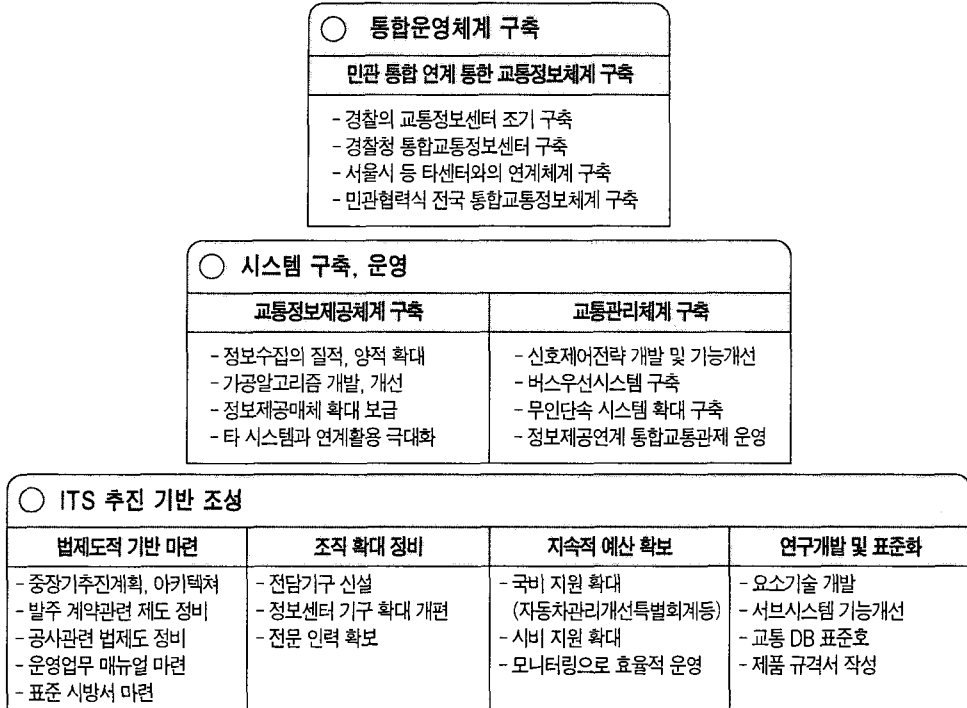 ○ 통합운영체계 구축
민관 통합 연계 통한 교통정보체계 구축
- 경찰의 교통정보센터 조기 구축
- 경찰청 통합교통정보센터 구축
- 서울시 등 타센터와의 연계체계 구축
- 민관협력식 전국 통합교통정보체계 구축
○ 시스템 구축, 운영
교통정보제공체계 구축
- 정보수집의 질적, 양적 확대
- 가공알고리즘 개발, 개선
- 정보제공매체 확대 보급
- 타 시스템과 연계활용 극대화
교통관리체계 구축
- 신호제어전략 개발 및 기능개선
- 버스우선시스템 구축
- 무인단속 시스템 확대 구축
- 정보제공연계 통합교통관제 운영
○ ITS 추진 기반 조성
법제도적 기반 마련
- 중장기추진계획, 아키텍쳐
- 발주 계약관련 제도 정비
- 공사관련 법제도 정비
- 운영업무 매뉴얼 마련
- 표준 시방서 마련
조직 확대 정비
- 전담기구 신설
- 정보센터 기구 확대 개편
- 전문 인력 확보
지속적 예산 확보
- 국비 지원 확대
(자동차관리개선특별회계등)
- 시비 지원 확대
- 모니터링으로 효율적 운영
연구개발 및 표준화
- 요소기술 개발
- 서브시스템 기능개선
- 교통 DB 표준호
- 제품 규격서 작성